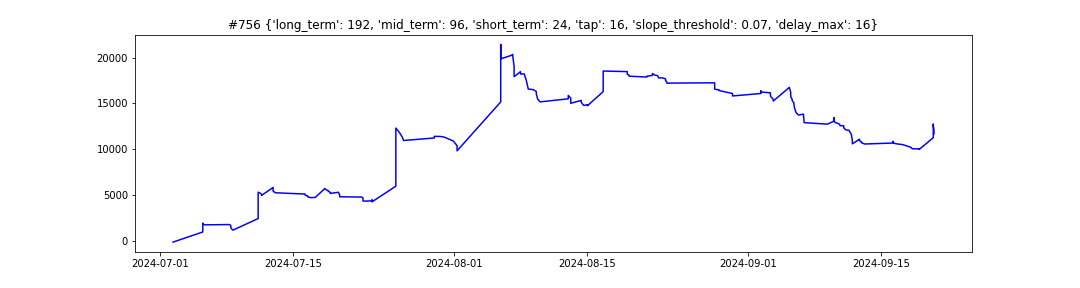 #756 {'long_term': 192, 'mid_term': 96, 'short_term': 24, 'tap': 16, 'slope_threshold': 0.07, 'delay_max': 16}
20000
15000
10000
5000
0
2024-07-01 2024-07-15 2024-08-01 2024-08-15 2024-09-01 2024-09-15